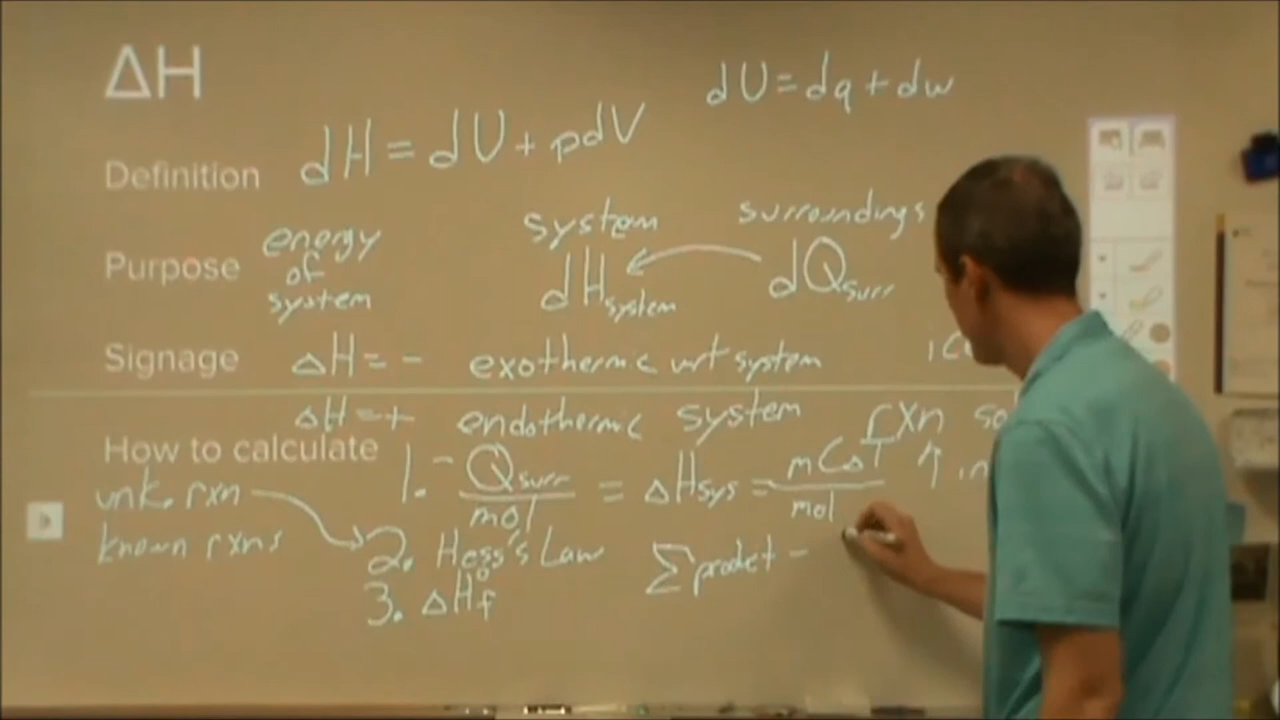 ΔH
dU = dq + dw
Definition dH = dU + pdV
Purpose energy of system
system surroundings
dH system dQ surr
Signage ΔH = - exothermic wrt system
ΔH = + endothermic system rxn
How to calculate 1. - Qsurr / mol = ΔHsys = mCΔT / mol ↑
unk. rxn
known rxns 2. Hess's Law Σ prodct -
3. ΔH°f